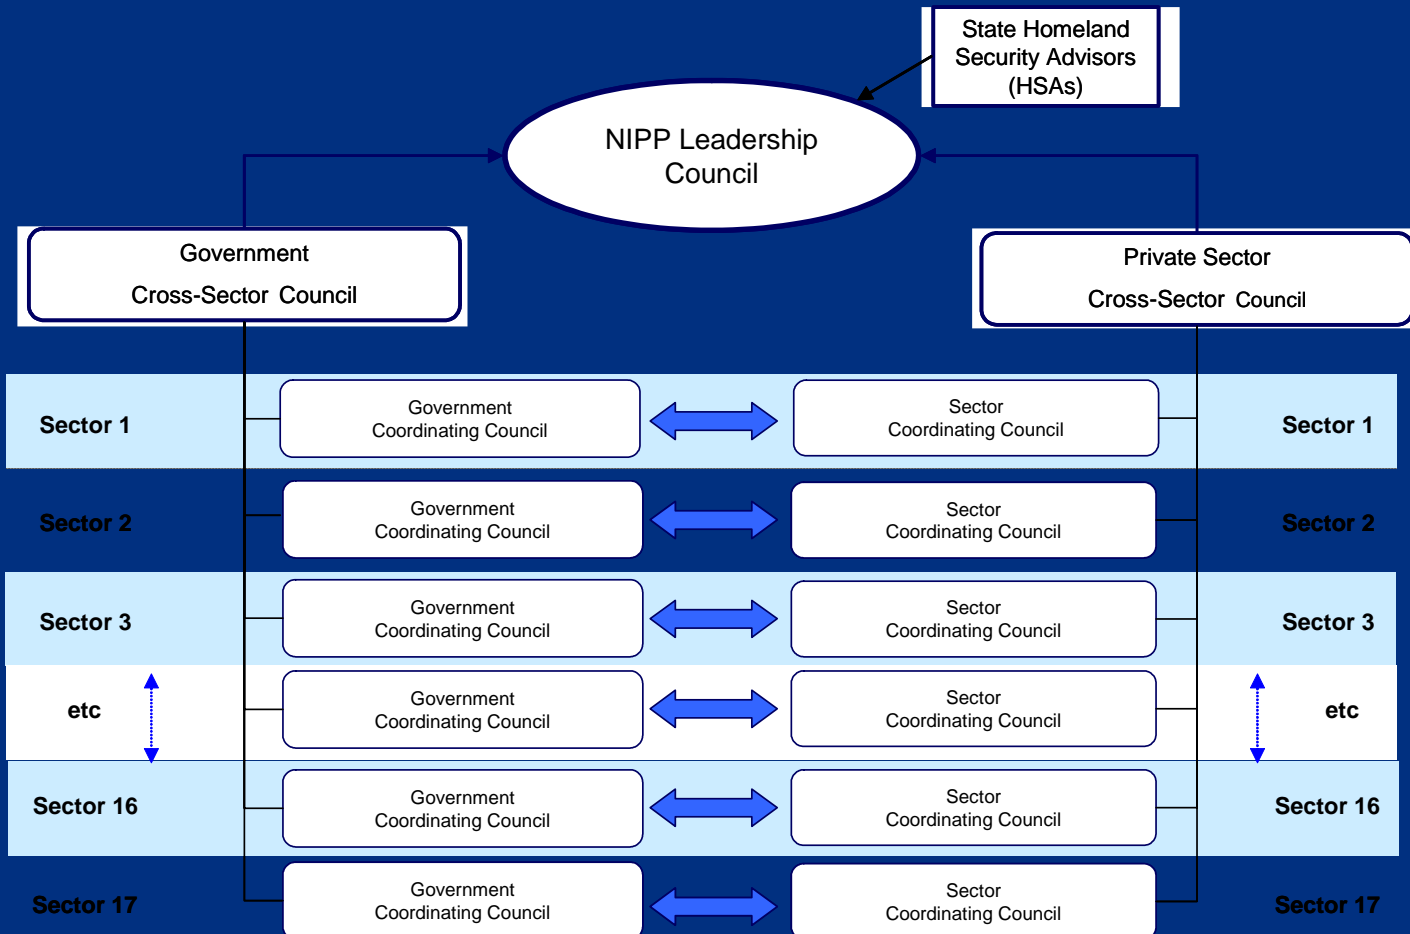 State Homeland
Security Advisors
(HSAs)
NIPP Leadership
Council
Government
Cross-Sector Council
Private Sector
Cross-Sector Council
Sector 1
Government
Coordinating Council
Sector
Coordinating Council
Sector 1
Sector 2
Government
Coordinating Council
Sector
Coordinating Council
Sector 2
Sector 3
Government
Coordinating Council
Sector
Coordinating Council
Sector 3
etc
Government
Coordinating Council
Sector
Coordinating Council
etc
Sector 16
Government
Coordinating Council
Sector
Coordinating Council
Sector 16
Sector 17
Government
Coordinating Council
Sector
Coordinating Council
Sector 17